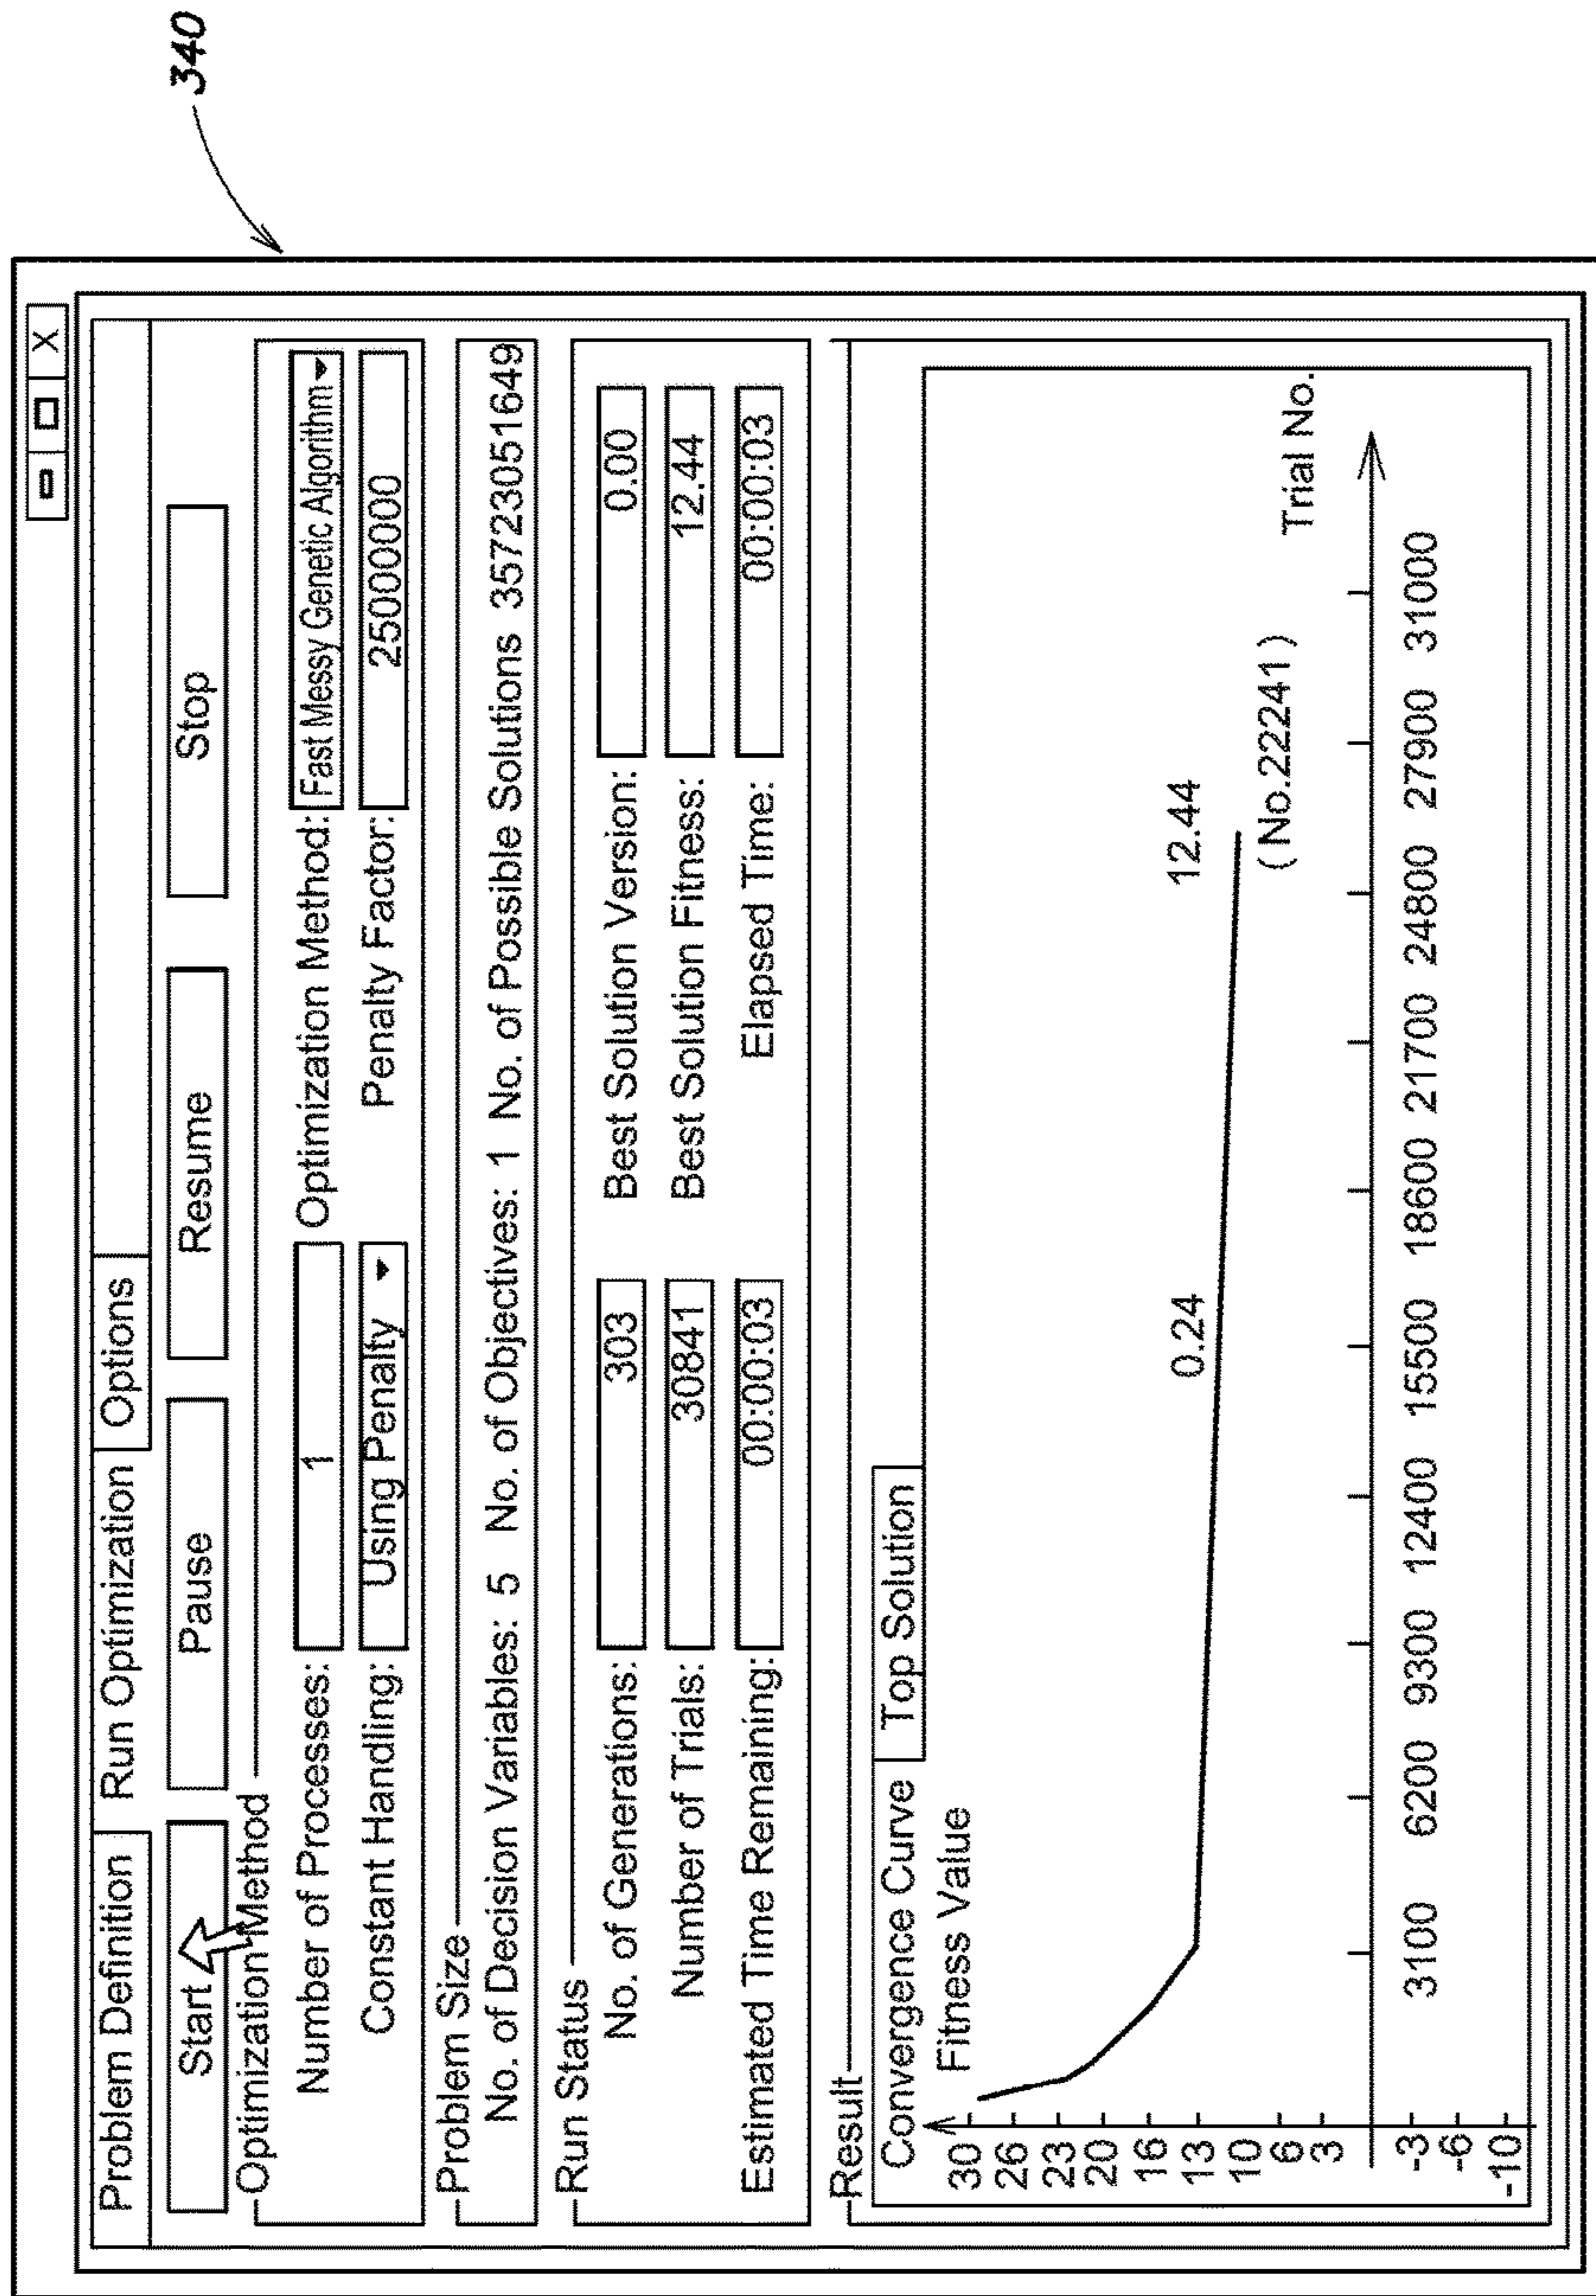 340
X
Problem Definition Run Optimization Options
Start Pause Resume Stop
Optimization Method
Number of Processes: 1 Optimization Method: Fast Messy Genetic Algorithm
Constant Handling: Using Penalty Penalty Factor: 25000000
Problem Size
No. of Decision Variables: 5 No. of Objectives: 1 No. of Possible Solutions 35723051649
Run Status
No. of Generations: 303 Best Solution Version: 0.00
Number of Trials: 30841 Best Solution Fitness: 12.44
Estimated Time Remaining: 00:00:03 Elapsed Time: 00:00:03
Result
Convergence Curve Top Solution
Fitness Value
30
26
23
20
16
13
10
6
3
-3
-6
-10
0.24
12.44
(No.22241)
Trial No.
3100 6200 9300 12400 15500 18600 21700 24800 27900 31000